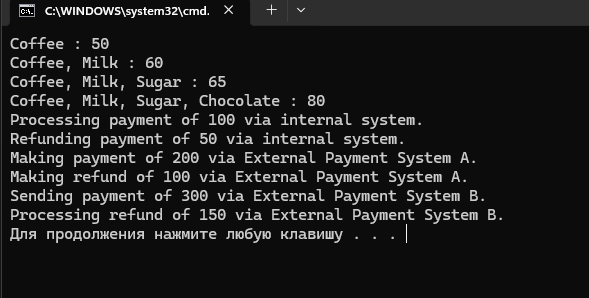 C:\WINDOWS\system32\cmd.
Coffee : 50
Coffee, Milk : 60
Coffee, Milk, Sugar : 65
Coffee, Milk, Sugar, Chocolate : 80
Processing payment of 100 via internal system.
Refunding payment of 50 via internal system.
Making payment of 200 via External Payment System A.
Making refund of 100 via External Payment System A.
Sending payment of 300 via External Payment System B.
Processing refund of 150 via External Payment System B.
Для продолжения нажмите любую клавишу . . .